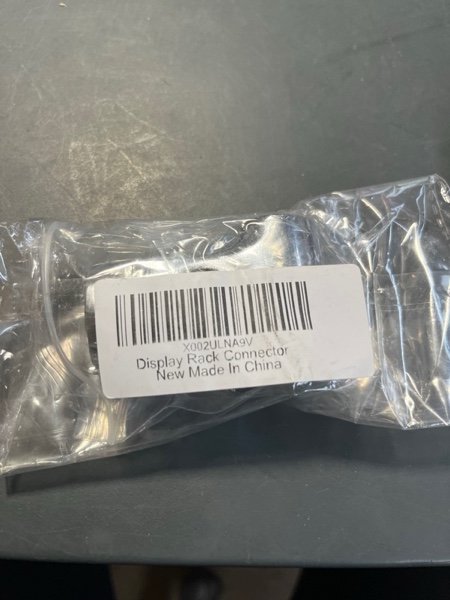 X002ULNA9V
Display Rack Connector
New Made In China